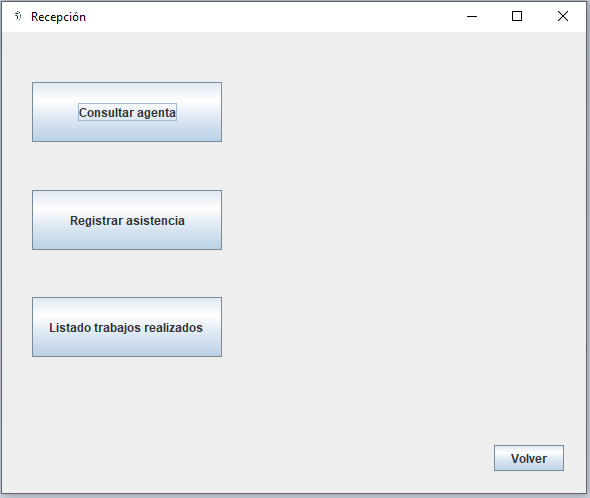 Recepción
Consultar agenta
Registrar asistencia
Listado trabajos realizados
Volver